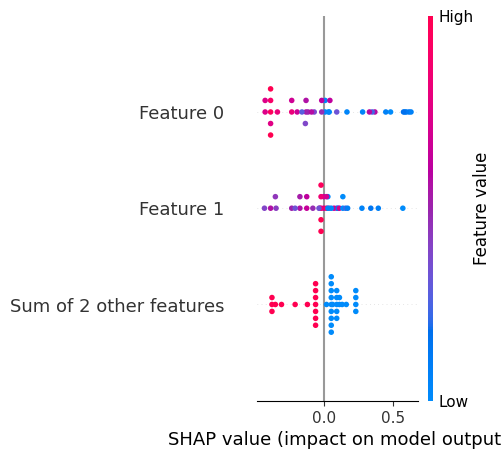 High
Feature 0
Feature 1
Sum of 2 other features
Feature value
Low
0.0 0.5
SHAP value (impact on model output